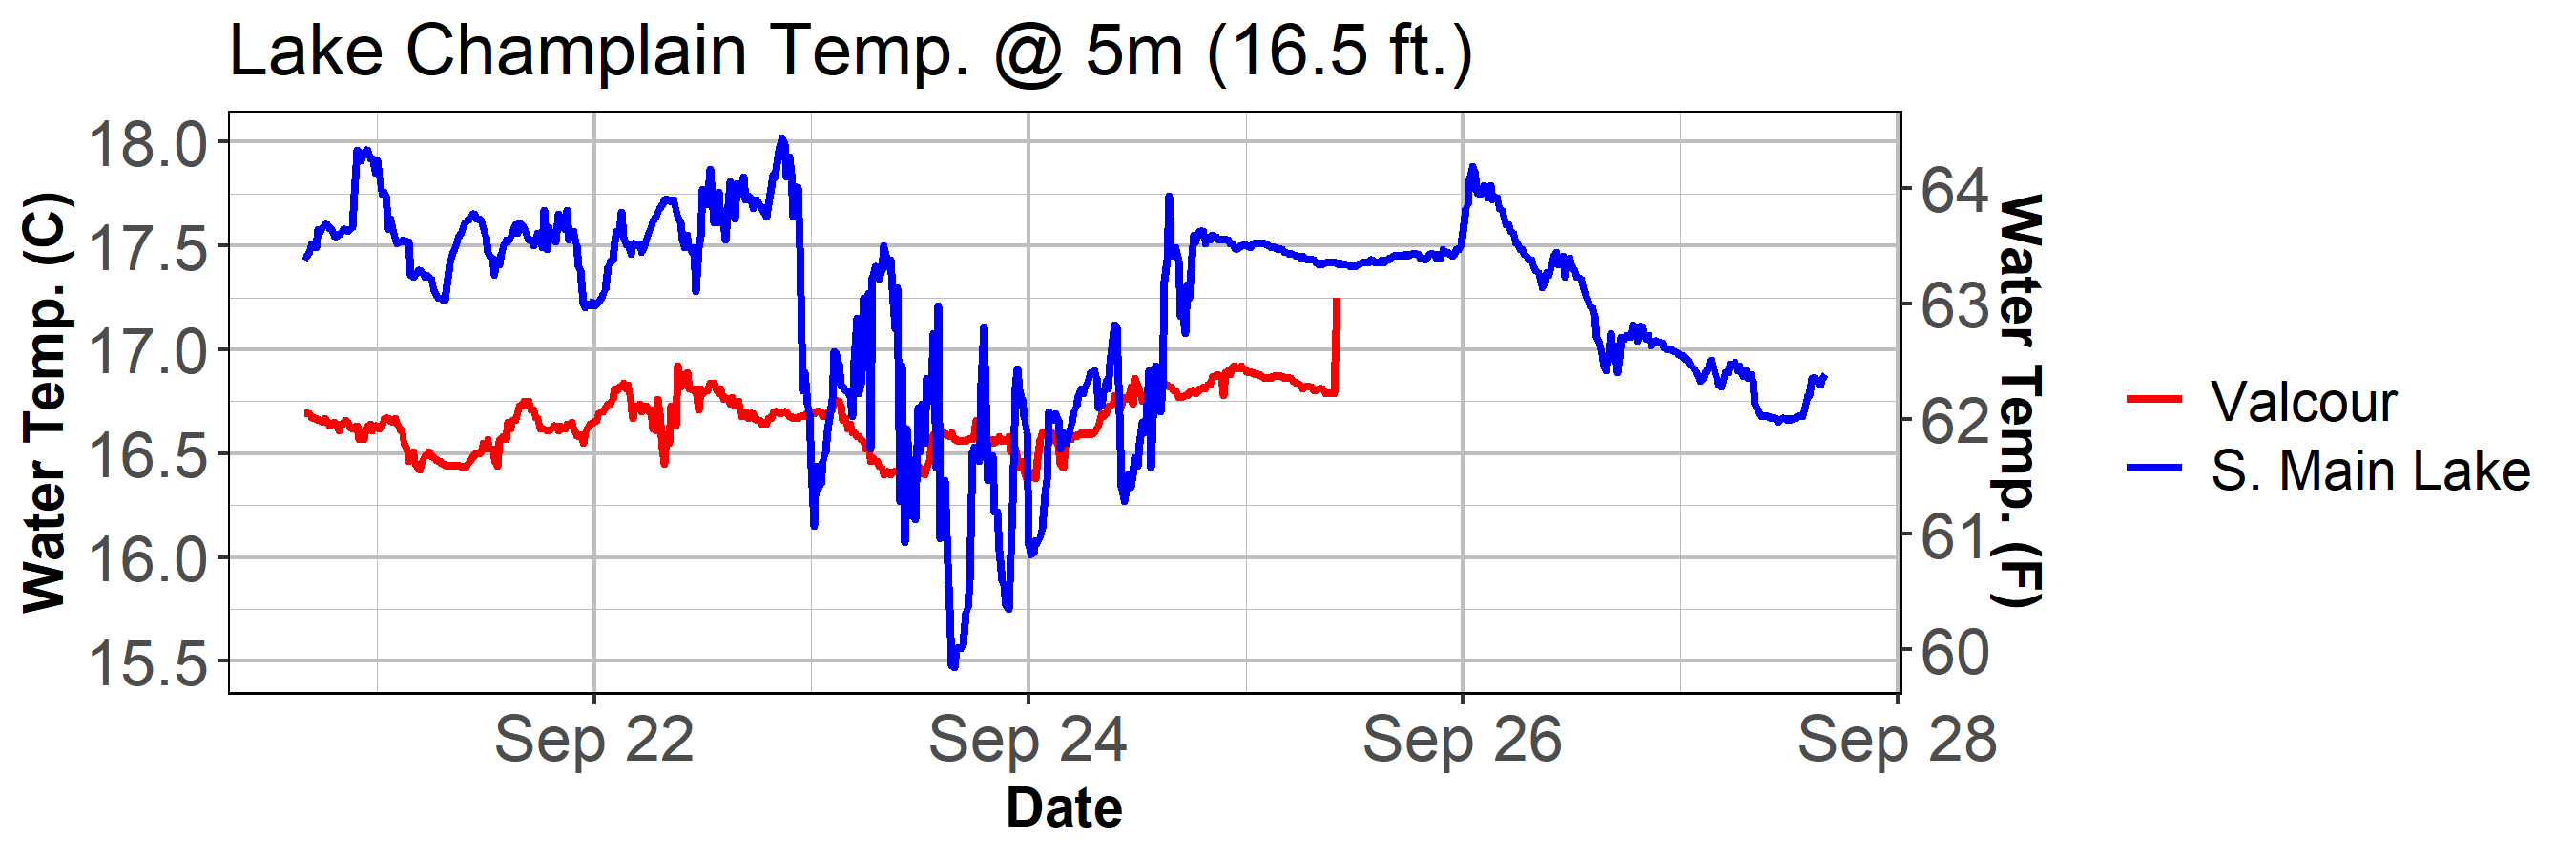 Lake Champlain Temp. @ 5m (16.5 ft.)
Water Temp. (C)
18.0
17.5
17.0
16.5
16.0
15.5
64
63
62
61
60
Water Temp. (F)
Sep 22
Sep 24
Sep 26
Sep 28
Date
Valcour
S. Main Lake